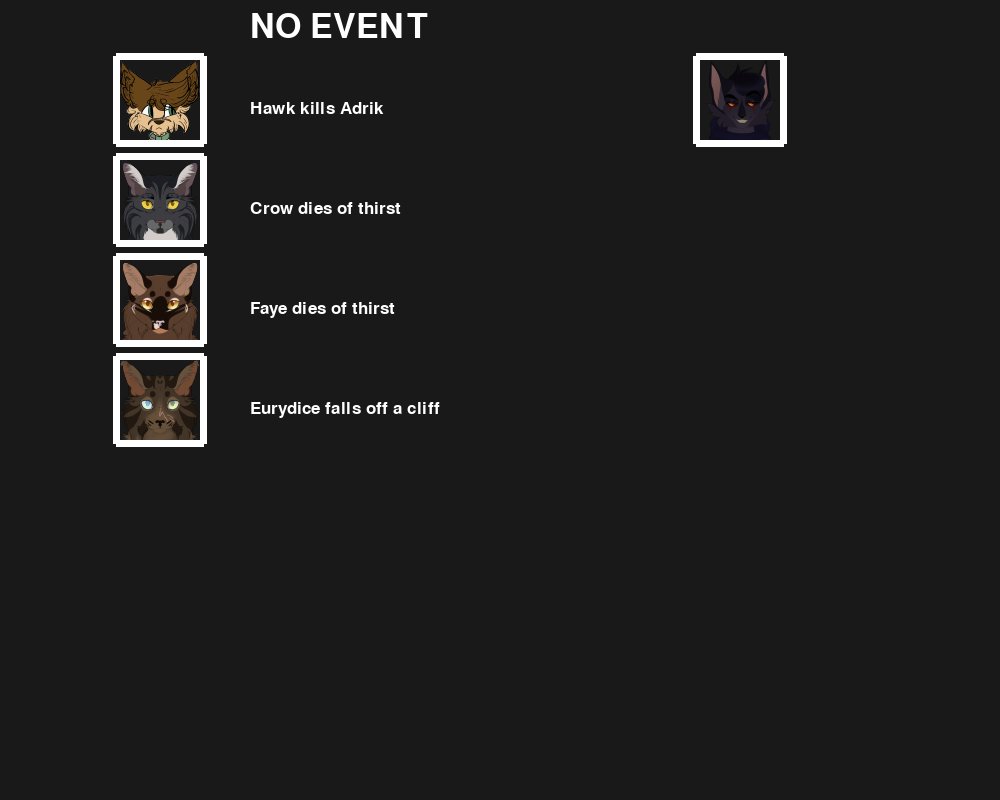 NO EVENT
Hawk kills Adrik
Crow dies of thirst
Faye dies of thirst
Eurydice falls off a cliff